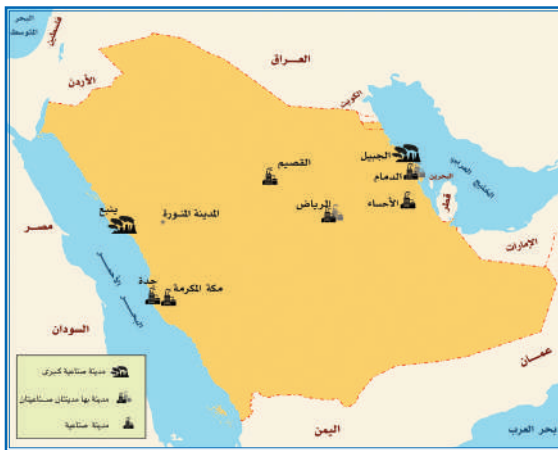 البحر
المتوسط
فلسطين
الأردن
العراق
الكويت
الجبيل
الدمام
البحرين
الخليج العربي
القصيم
الرياض
الأحساء
قطر
الإمارات
مصر
ينبع
المدينة المنورة
جدة
مكة المكرمة
البحر الأحمر
السودان
عمان
اليمن
بحر العرب
مدينة صناعية كبرى
مدينة بها مدينتان صناعيتان
مدينة صناعية